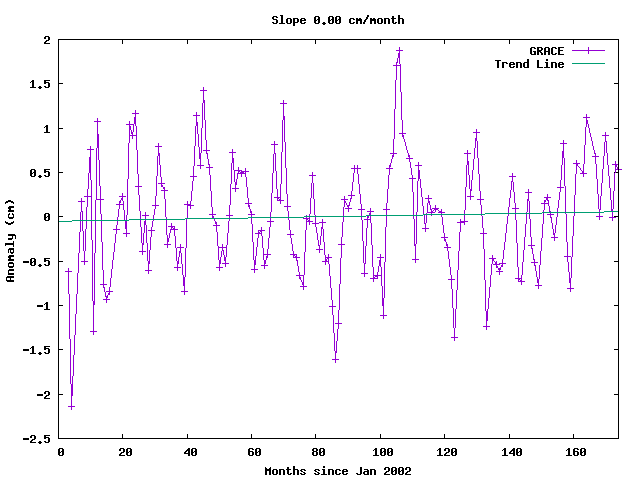 Slope 0.00 cm/month
GRACE
Trend Line
2
1.5
1
0.5
0
-0.5
-1
-1.5
-2
-2.5
Anomaly (cm)
0 20 40 60 80 100 120 140 160
Months since Jan 2002